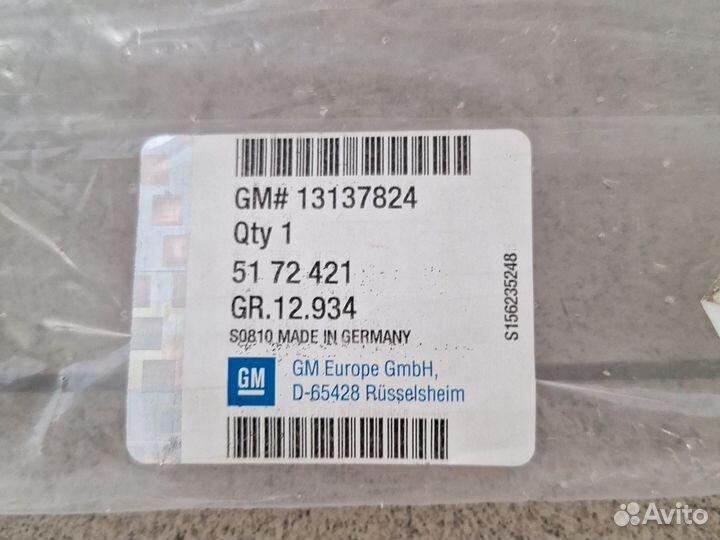 GM# 13137824
Qty 1
51 72 421
GR.12.934
S0810 MADE IN GERMANY
GM
GM Europe GmbH,
D-65428 Rüsselsheim
S156235248
Avito